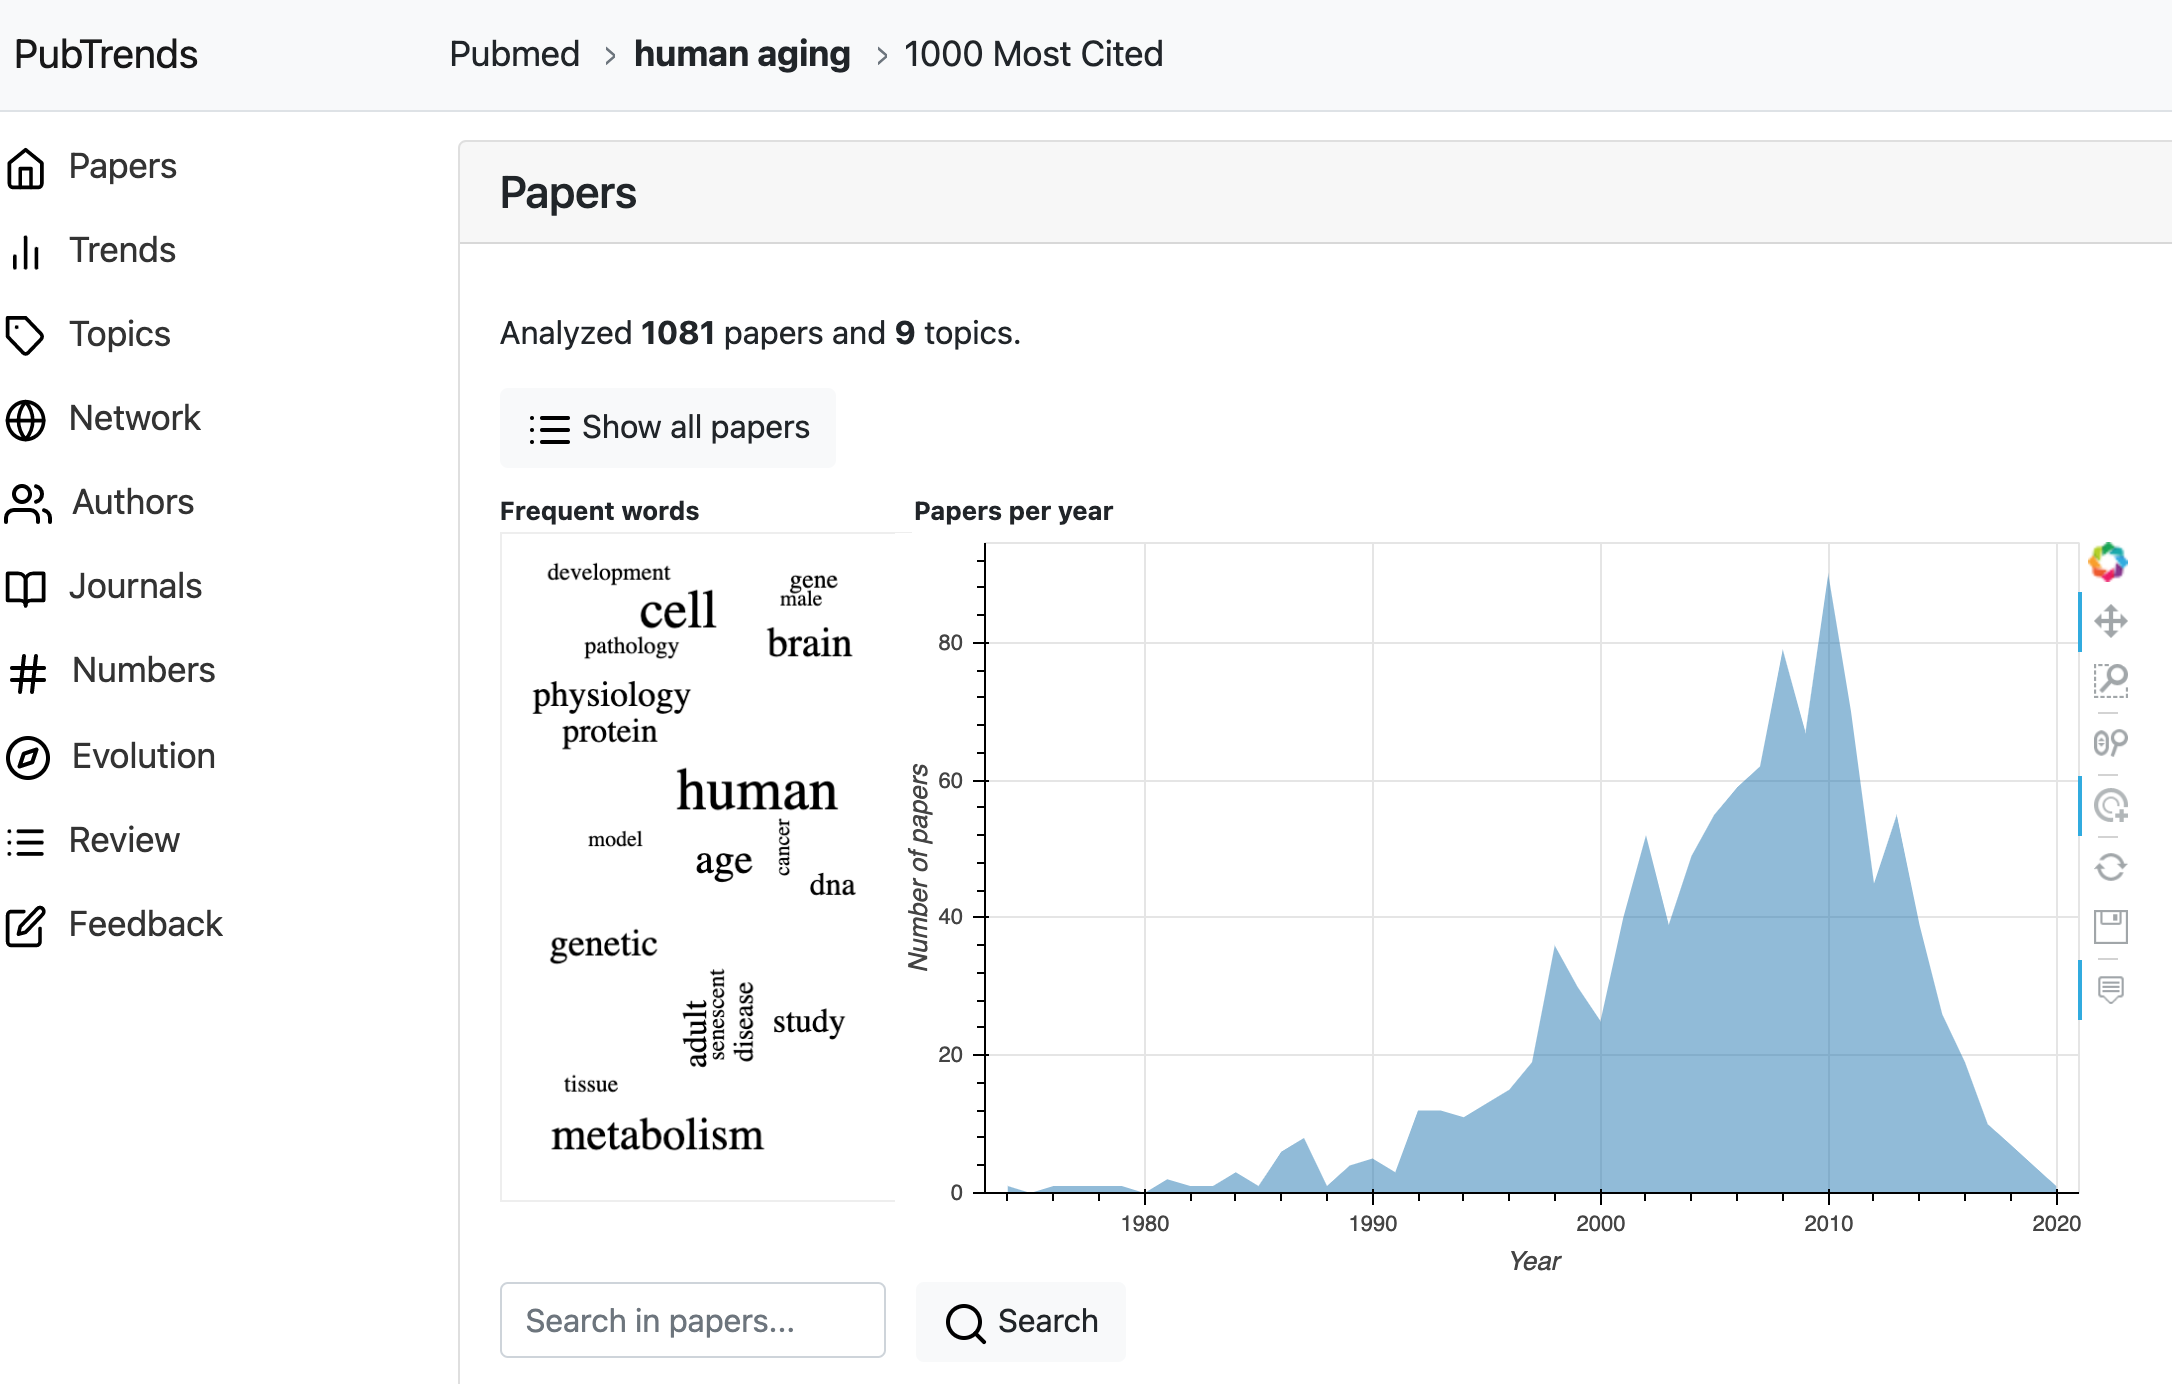 PubTrends
Pubmed > human aging > 1000 Most Cited
Papers
Trends
Topics
Network
Authors
Journals
Numbers
Evolution
Review
Feedback
Papers
Analyzed 1081 papers and 9 topics.
Show all papers
Frequent words
development
gene
male
cell
pathology
brain
physiology
protein
human
model
age
cancer
dna
genetic
adult
senescent
disease
study
tissue
metabolism
Papers per year
Number of papers
80
60
40
20
0
1980
1990
2000
2010
2020
Year
Search in papers...
Search